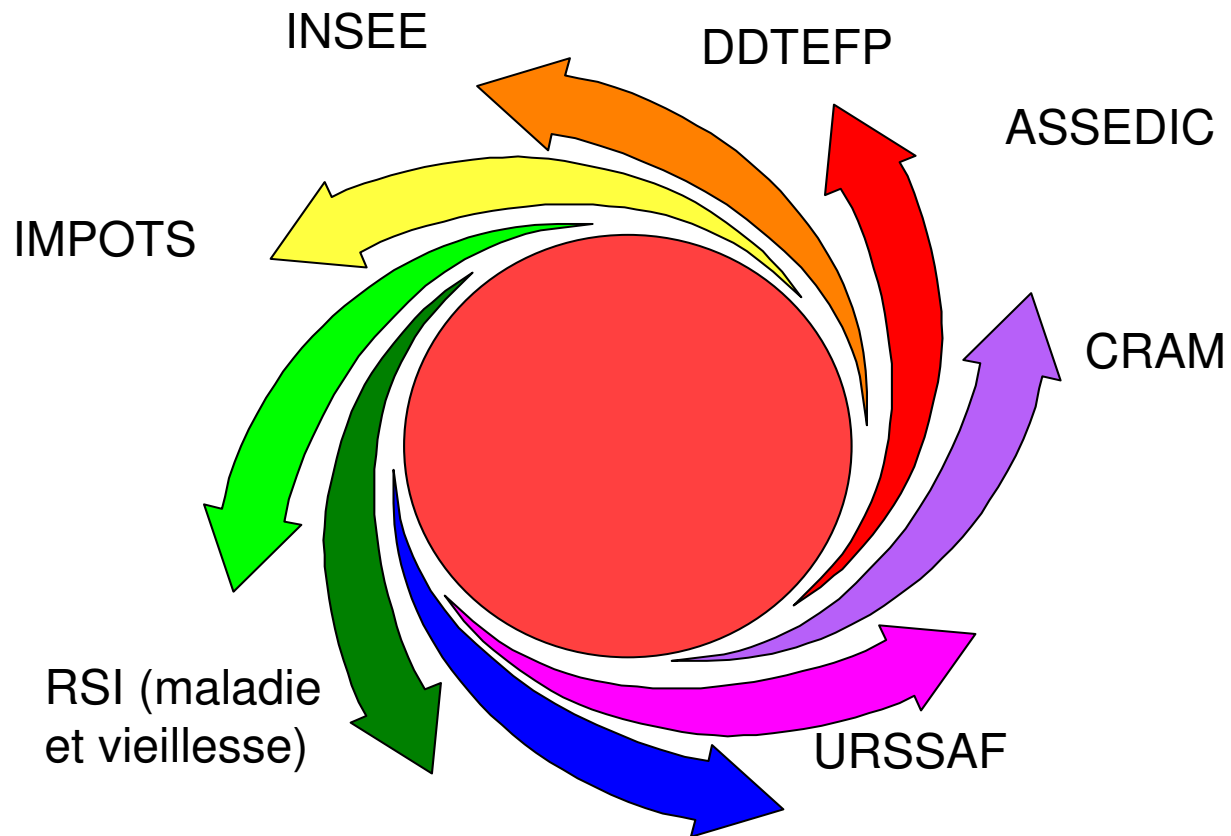 INSEE
DDTEFP
ASSEDIC
IMPOTS
CRAM
RSI (maladie
et vieillesse)
URSSAF